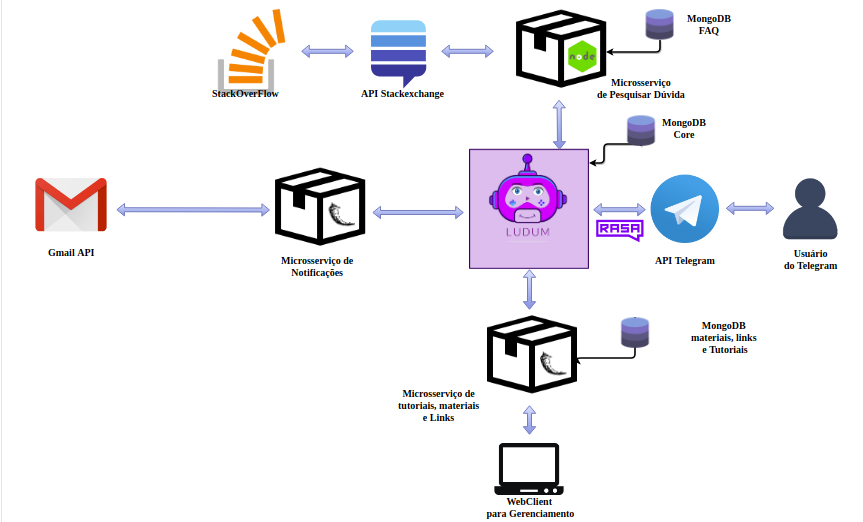 MongoDB
FAQ
node
StackOverFlow
API Stackexchange
Microsserviço
de Pesquisar Dúvida
MongoDB
Core
LUDUM
RASA
Gmail API
Microsserviço de
Notificações
API Telegram
Usuário
do Telegram
MongoDB
materiais, links
e Tutoriais
Microsserviço de
tutoriais, materiais
e Links
WebClient
para Gerenciamento